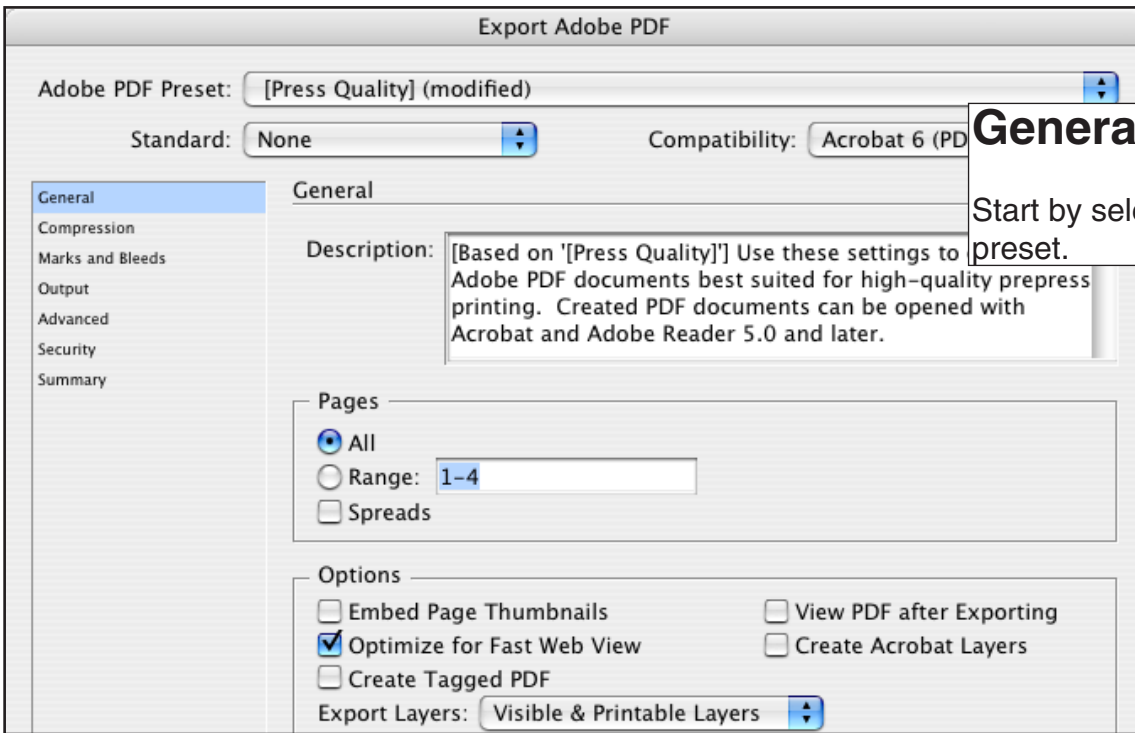 Export Adobe PDF
Adobe PDF Preset: [Press Quality] (modified)
Standard: None Compatibility: Acrobat 6 (PD
General
Compression
Marks and Bleeds
Output
Advanced
Security
Summary
General
Description: [Based on '[Press Quality]'] Use these settings to
Adobe PDF documents best suited for high-quality prepress
printing. Created PDF documents can be opened with
Acrobat and Adobe Reader 5.0 and later.
Genera
Start by sel
preset.
Pages
All
Range: 1-4
Spreads
Options
Embed Page Thumbnails View PDF after Exporting
Optimize for Fast Web View Create Acrobat Layers
Create Tagged PDF
Export Layers: Visible & Printable Layers